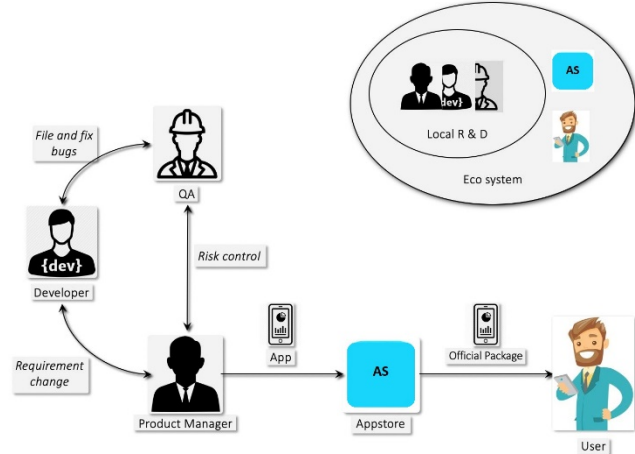 AS
{dev}
Local R & D
Eco system
File and fix
bugs
QA
{dev}
Developer
Risk control
Requirement
change
Product Manager
App
AS
Appstore
Official Package
User